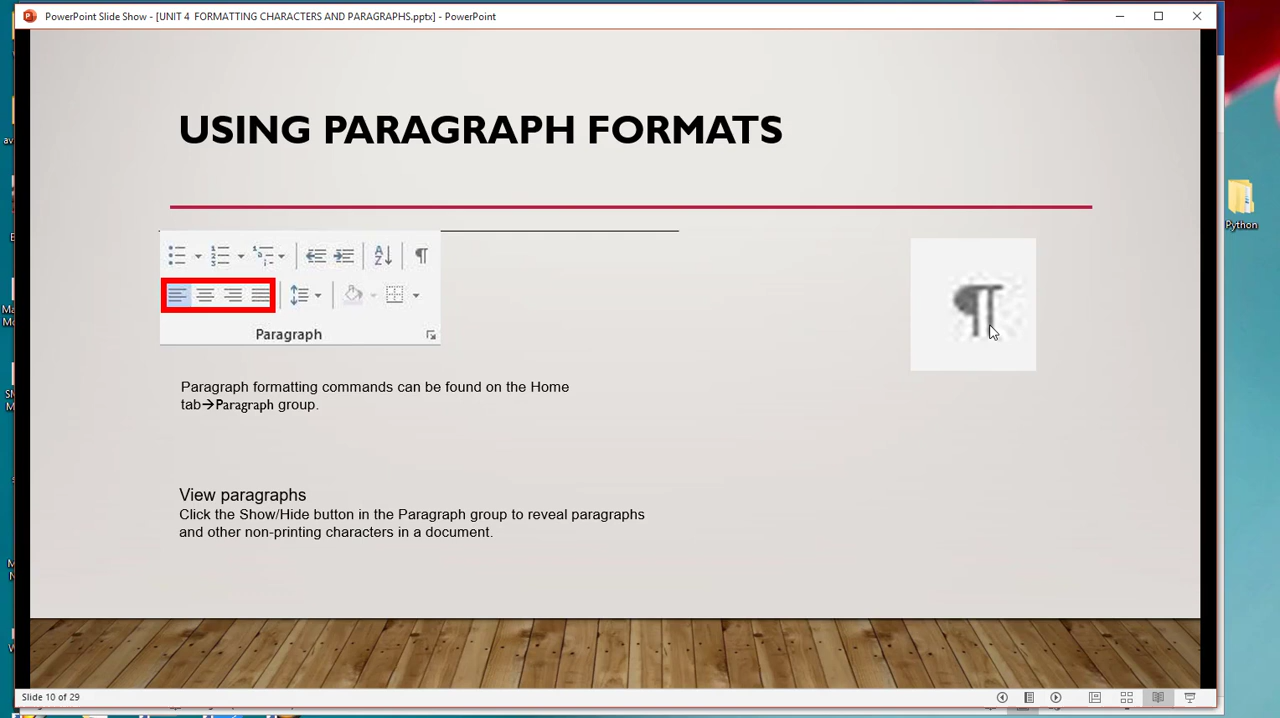 PowerPoint Slide Show - [UNIT 4  FORMATTING CHARACTERS AND PARAGRAPHS.pptx] - PowerPoint
USING PARAGRAPH FORMATS
¶
Paragraph
¶
Paragraph formatting commands can be found on the Home
tab→Paragraph group.
View paragraphs
Click the Show/Hide button in the Paragraph group to reveal paragraphs
and other non-printing characters in a document.
Python
Slide 10 of 29